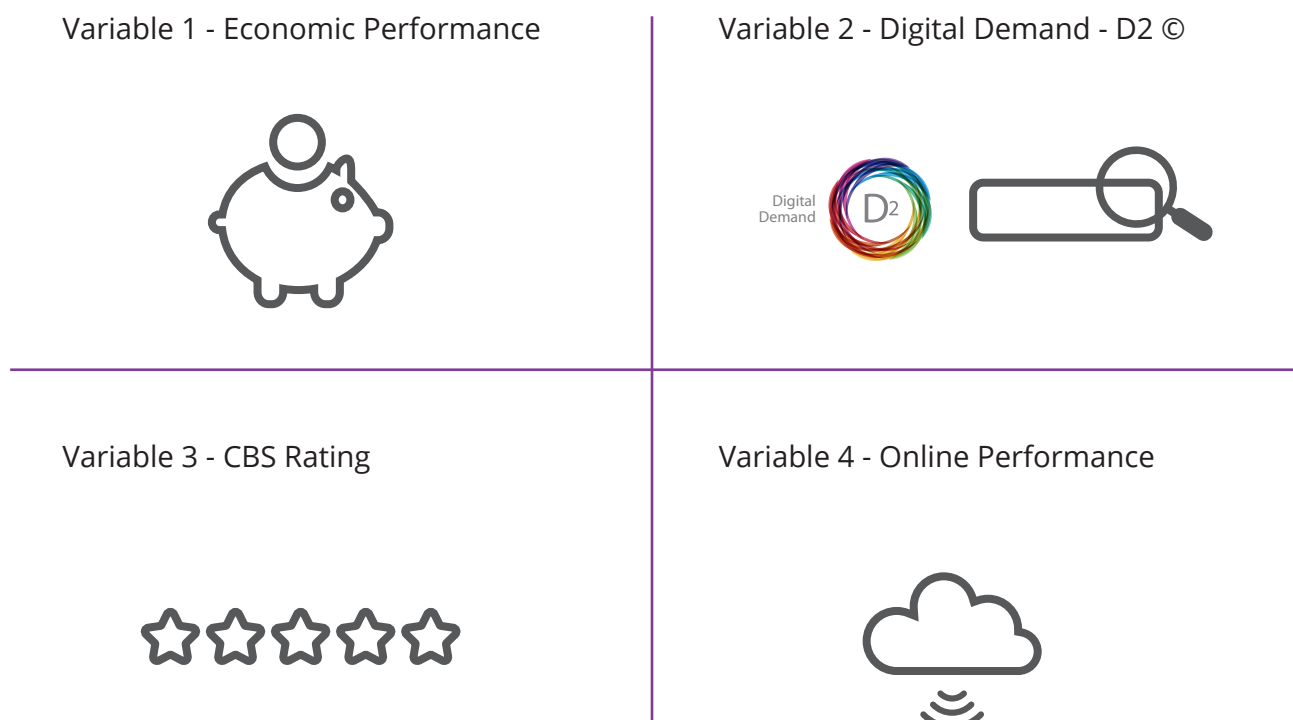 Variable 1 - Economic Performance
Variable 2 - Digital Demand - D2 ©
Digital
Demand
D2
Variable 3 - CBS Rating
Variable 4 - Online Performance